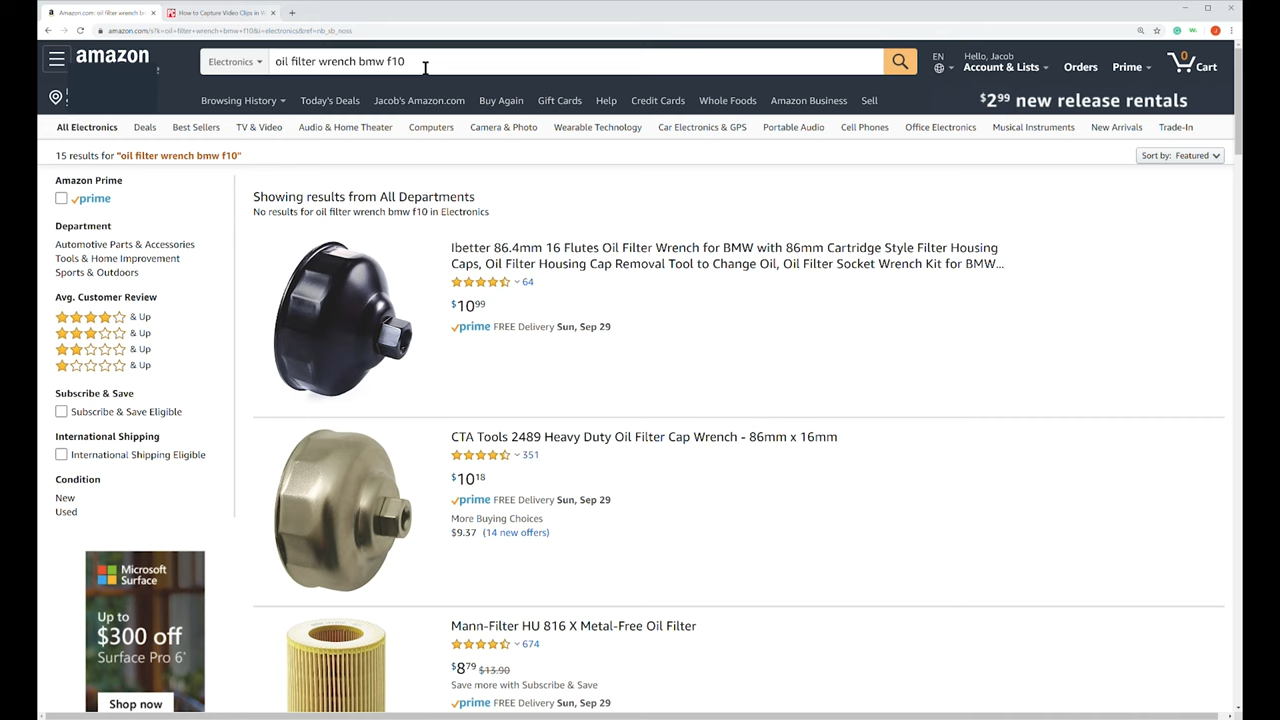 Amazon.com: oil filter wrench b
How to Capture Video Clips in
amazon.com/s?k=oil+filter+wrench+bmw+f10&i=electronics&ref=nb_sb_noss
amazon
Electronics
oil filter wrench bmw f10
EN
Hello, Jacob
Account & Lists
Orders
Prime
0
Cart
Browsing History
Today's Deals
Jacob's Amazon.com
Buy Again
Gift Cards
Help
Credit Cards
Whole Foods
Amazon Business
Sell
$2.99 new release rentals
All Electronics
Deals
Best Sellers
TV & Video
Audio & Home Theater
Computers
Camera & Photo
Wearable Technology
Car Electronics & GPS
Portable Audio
Cell Phones
Office Electronics
Musical Instruments
New Arrivals
Trade-In
15 results for "oil filter wrench bmw f10"
Sort by: Featured
Amazon Prime
prime
Department
Automotive Parts & Accessories
Tools & Home Improvement
Sports & Outdoors
Avg. Customer Review
& Up
& Up
& Up
& Up
Subscribe & Save
Subscribe & Save Eligible
International Shipping
International Shipping Eligible
Condition
New
Used
Microsoft
Surface
Up to
$300 off
Surface Pro 6*
Shop now
Showing results from All Departments
No results for oil filter wrench bmw f10 in Electronics
Ibetter 86.4mm 16 Flutes Oil Filter Wrench for BMW with 86mm Cartridge Style Filter Housing
Caps, Oil Filter Housing Cap Removal Tool to Change Oil, Oil Filter Socket Wrench Kit for BMW...
64
$10 99
prime FREE Delivery Sun, Sep 29
CTA Tools 2489 Heavy Duty Oil Filter Cap Wrench - 86mm x 16mm
351
$10 18
prime FREE Delivery Sun, Sep 29
More Buying Choices
$9.37 (14 new offers)
Mann-Filter HU 816 X Metal-Free Oil Filter
674
$8 79 $13.90
Save more with Subscribe & Save
prime FREE Delivery Sun, Sep 29